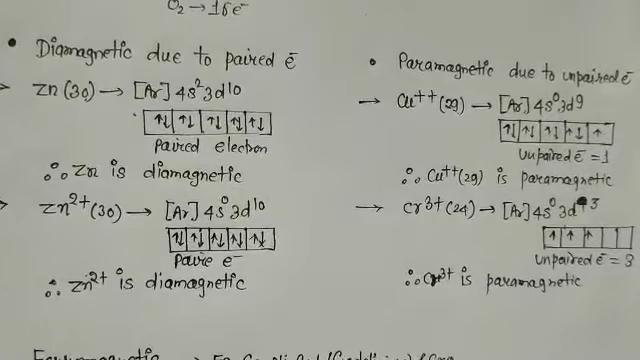 O₂ → 16e⁻
• Diamagnetic due to paired ē
→ Zn(30) → [Ar] 4s² 3d¹⁰
↑↓ ↑↓ ↑↓ ↑↓ ↑↓
Paired electron
∴ Zn is diamagnetic
→ Zn²⁺(30) → [Ar] 4s⁰ 3d¹⁰
↑↓ ↑↓ ↑↓ ↑↓ ↑↓
Paire e⁻
∴ Zn²⁺ is diamagnetic
• Paramagnetic due to unpaired ē
→ Cu⁺⁺(29) → [Ar] 4s⁰ 3d⁹
↑↓ ↑↓ ↑↓ ↑↓ ↑
unpaired ē = 1
∴ Cu⁺⁺(29) is paramagnetic
→ Cr³⁺(24) → [Ar] 4s⁰ 3d³
unpaired ē = 3
∴ Cr³⁺ is paramagnetic